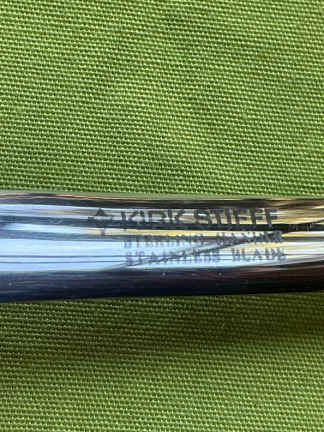 KIRK STIEFF
STERLING HANDLE
STAINLESS BLADE